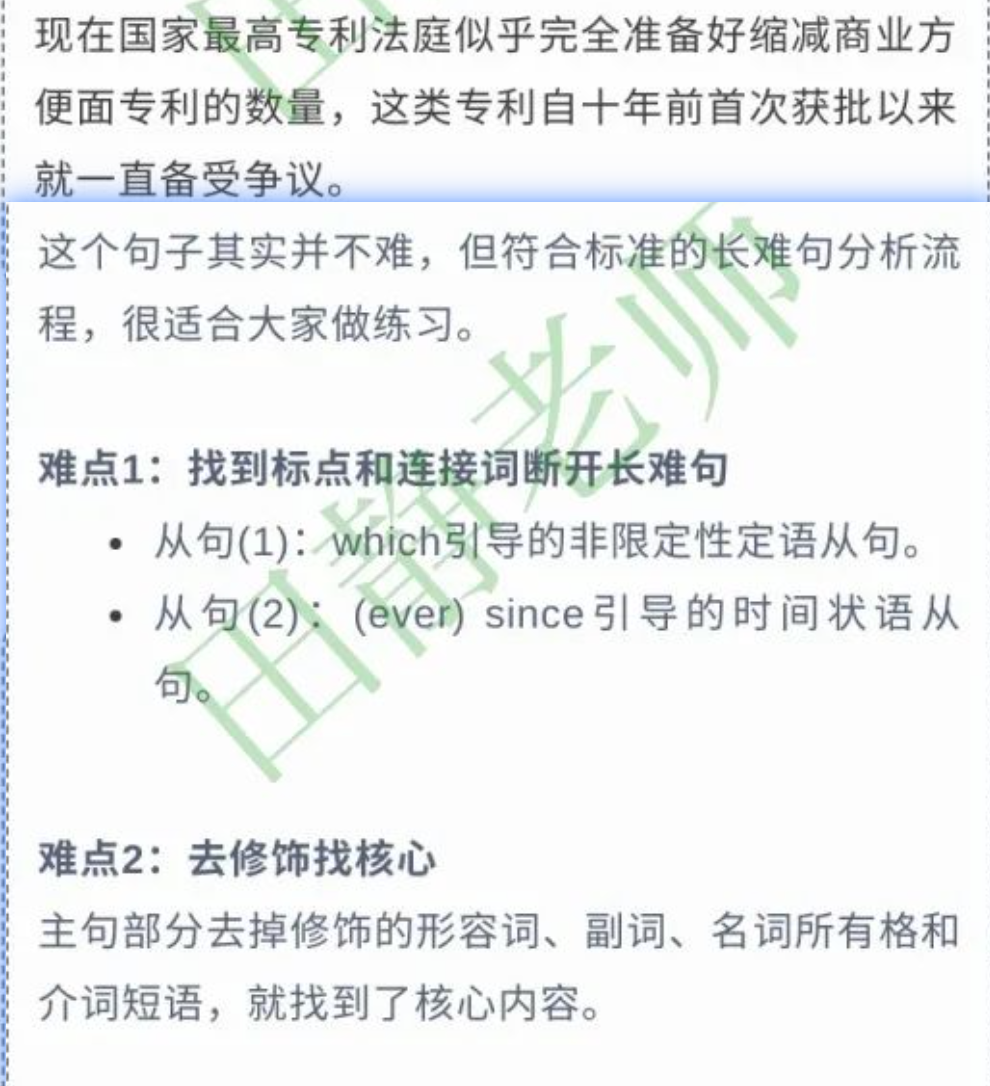 现在国家最高专利法庭似乎完全准备好缩减商业方
便面专利的数量，这类专利自十年前首次获批以来
就一直备受争议。
这个句子其实并不难，但符合标准的长难句分析流
程，很适合大家做练习。
难点1：找到标点和连接词断开长难句
• 从句(1)：which引导的非限定性定语从句。
• 从句(2)：(ever) since引导的时间状语从
句。
难点2：去修饰找核心
主句部分去掉修饰的形容词、副词、名词所有格和
介词短语，就找到了核心内容。
田静老师